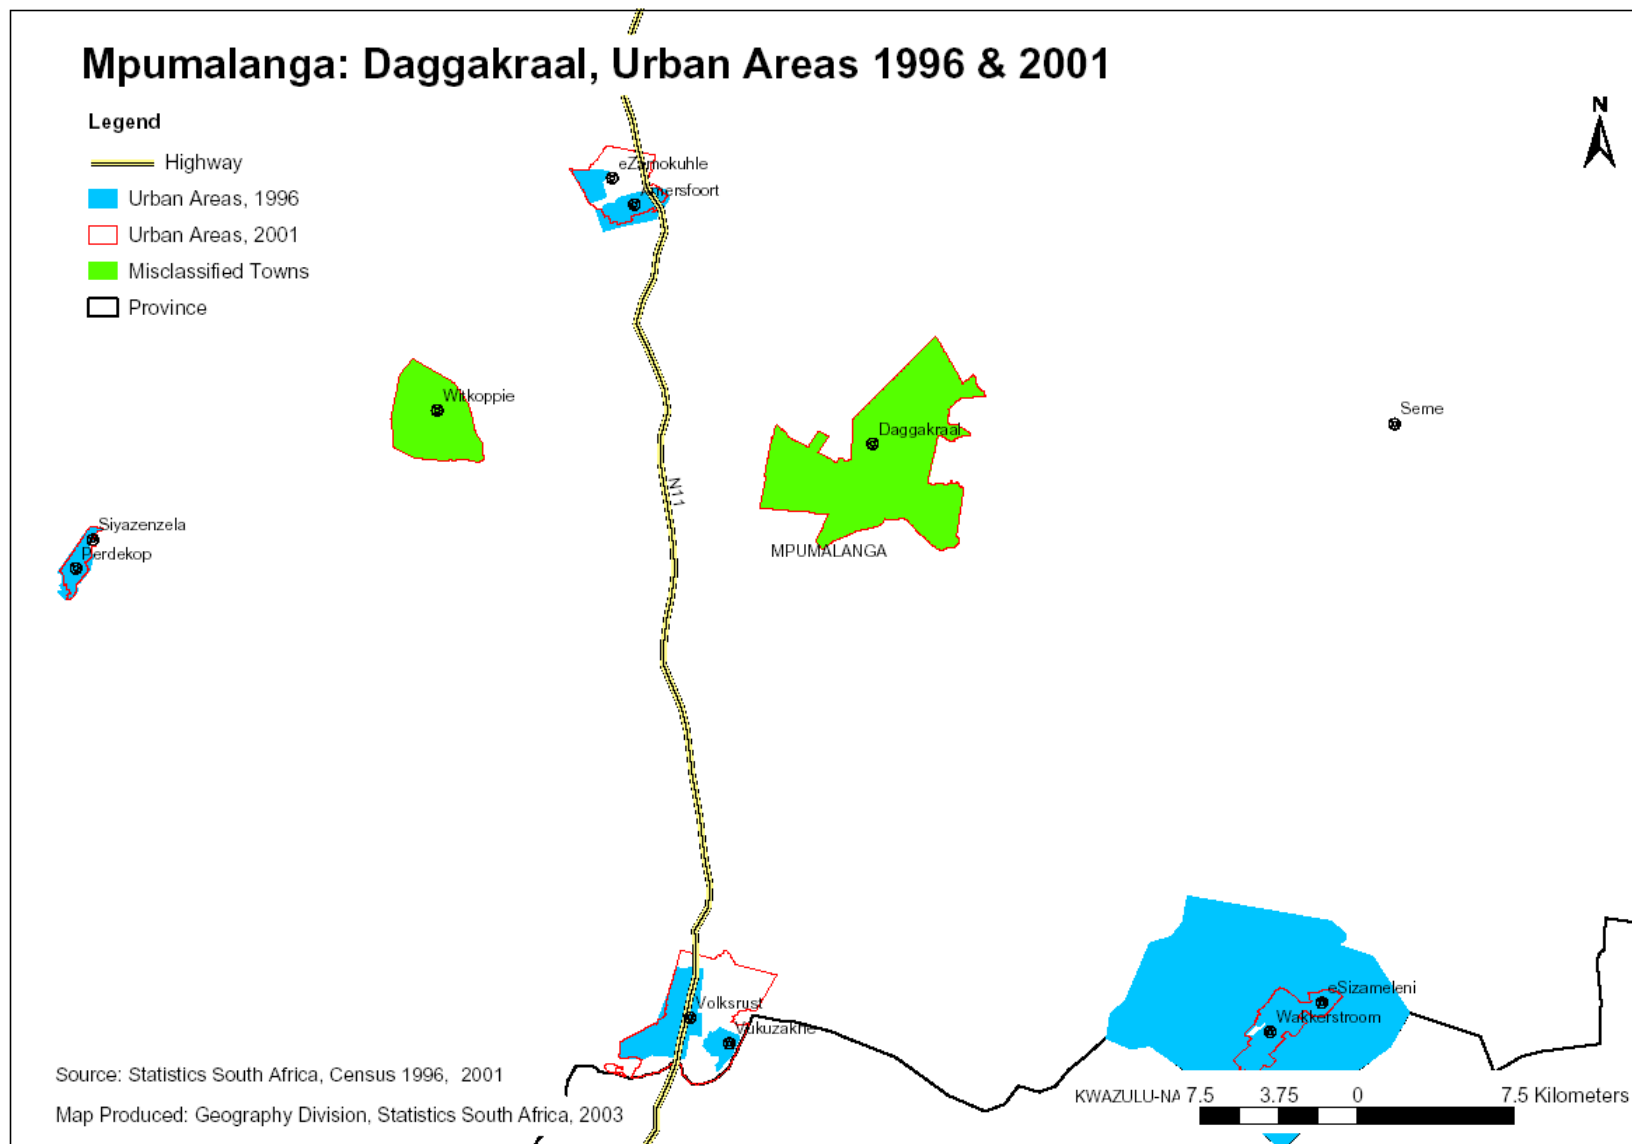 Mpumalanga: Daggakraal, Urban Areas 1996 & 2001
Legend
Highway
Urban Areas, 1996
Urban Areas, 2001
Misclassified Towns
Province
N
eZamokuhle
Amersfoort
Witkoppie
Daggakraal
Seme
N11
Siyazenzela
Perdekop
MPUMALANGA
Volksrust
Vukuzakhe
eSizameleni
Wakkerstroom
Source: Statistics South Africa, Census 1996, 2001
KWAZULU-NA
7.5 3.75 0 7.5 Kilometers
Map Produced: Geography Division, Statistics South Africa, 2003